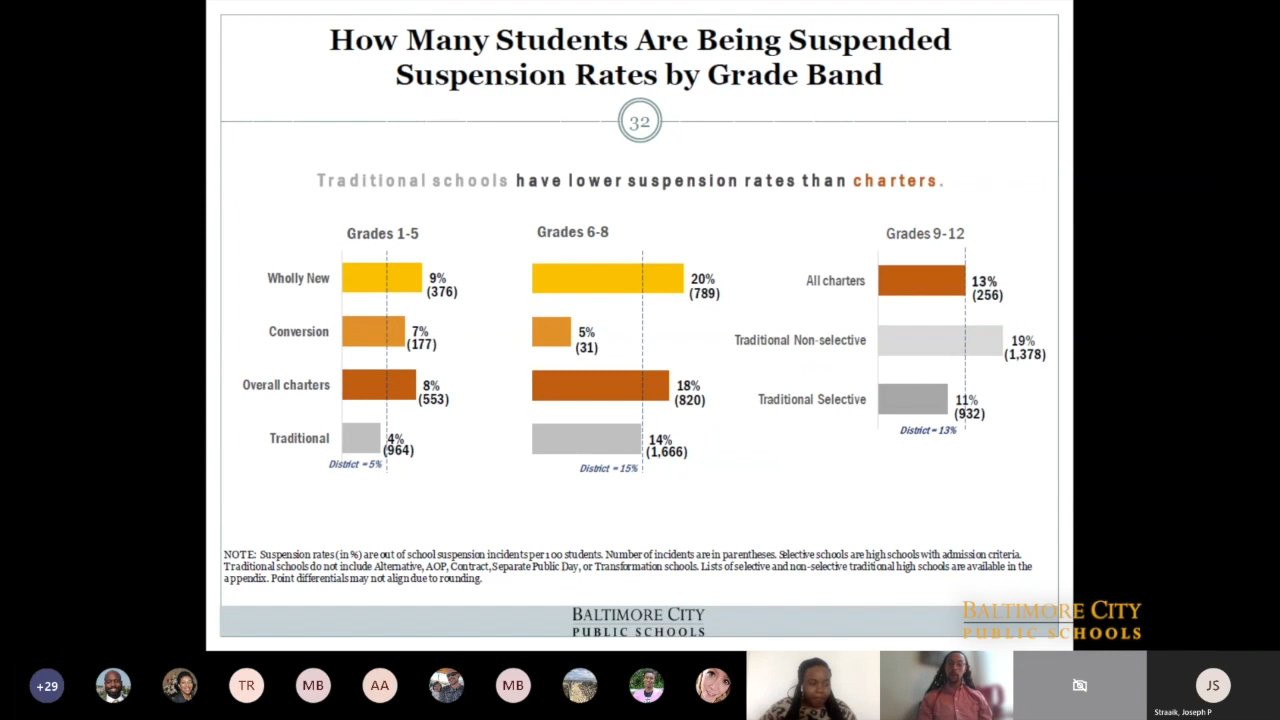 How Many Students Are Being Suspended
Suspension Rates by Grade Band
32
Traditional schools have lower suspension rates than charters.
Grades 1-5
Wholly New
9%
(376)
Conversion
7%
(177)
Overall charters
8%
(553)
Traditional
4%
(964)
District = 5%
Grades 6-8
20%
(789)
5%
(31)
18%
(820)
14%
(1,666)
District = 15%
Grades 9-12
All charters
13%
(256)
Traditional Non-selective
19%
(1,378)
Traditional Selective
11%
(932)
District = 13%
NOTE: Suspension rates (in %) are out of school suspension incidents per 100 students. Number of incidents are in parentheses. Selective schools are high schools with admission criteria.
Traditional schools do not include Alternative, AOP, Contract, Separate Public Day, or Transformation schools. Lists of selective and non-selective traditional high schools are available in the
appendix. Point differentials may not align due to rounding.
BALTIMORE CITY
PUBLIC SCHOOLS
BALTIMORE CITY
PUBLIC SCHOOLS
+29
TR
MB
AA
MB
JS
Straaik, Joseph P